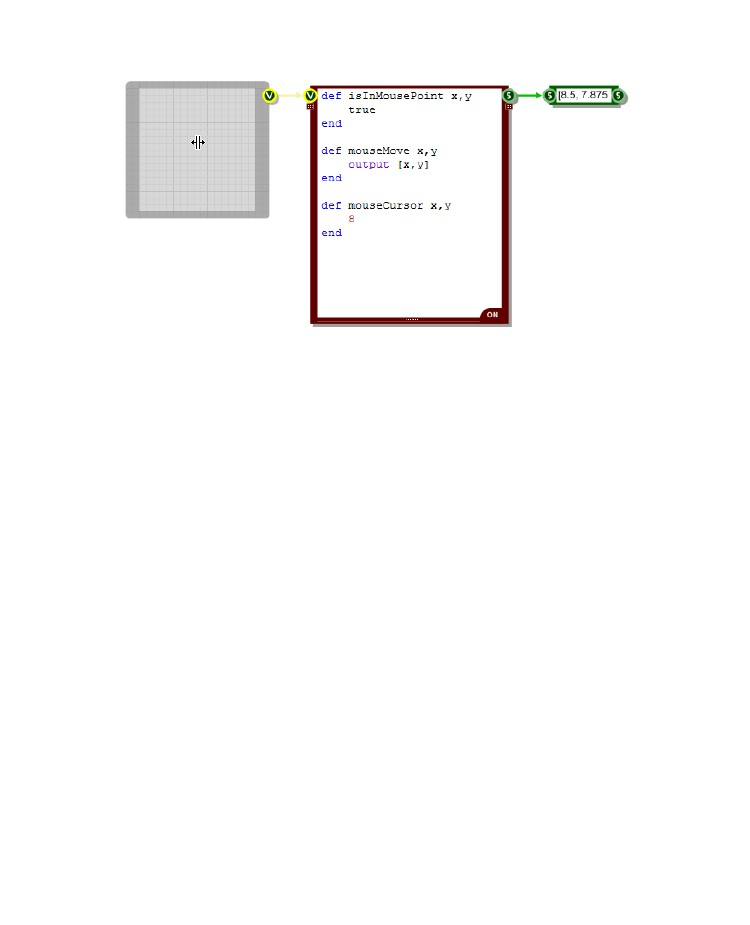 V
V
def isInMousePoint x,y
true
end
def mouseMove x,y
output [x,y]
end
def mouseCursor x,y
8
end
ON
S
S
[8.5, 7.875
S